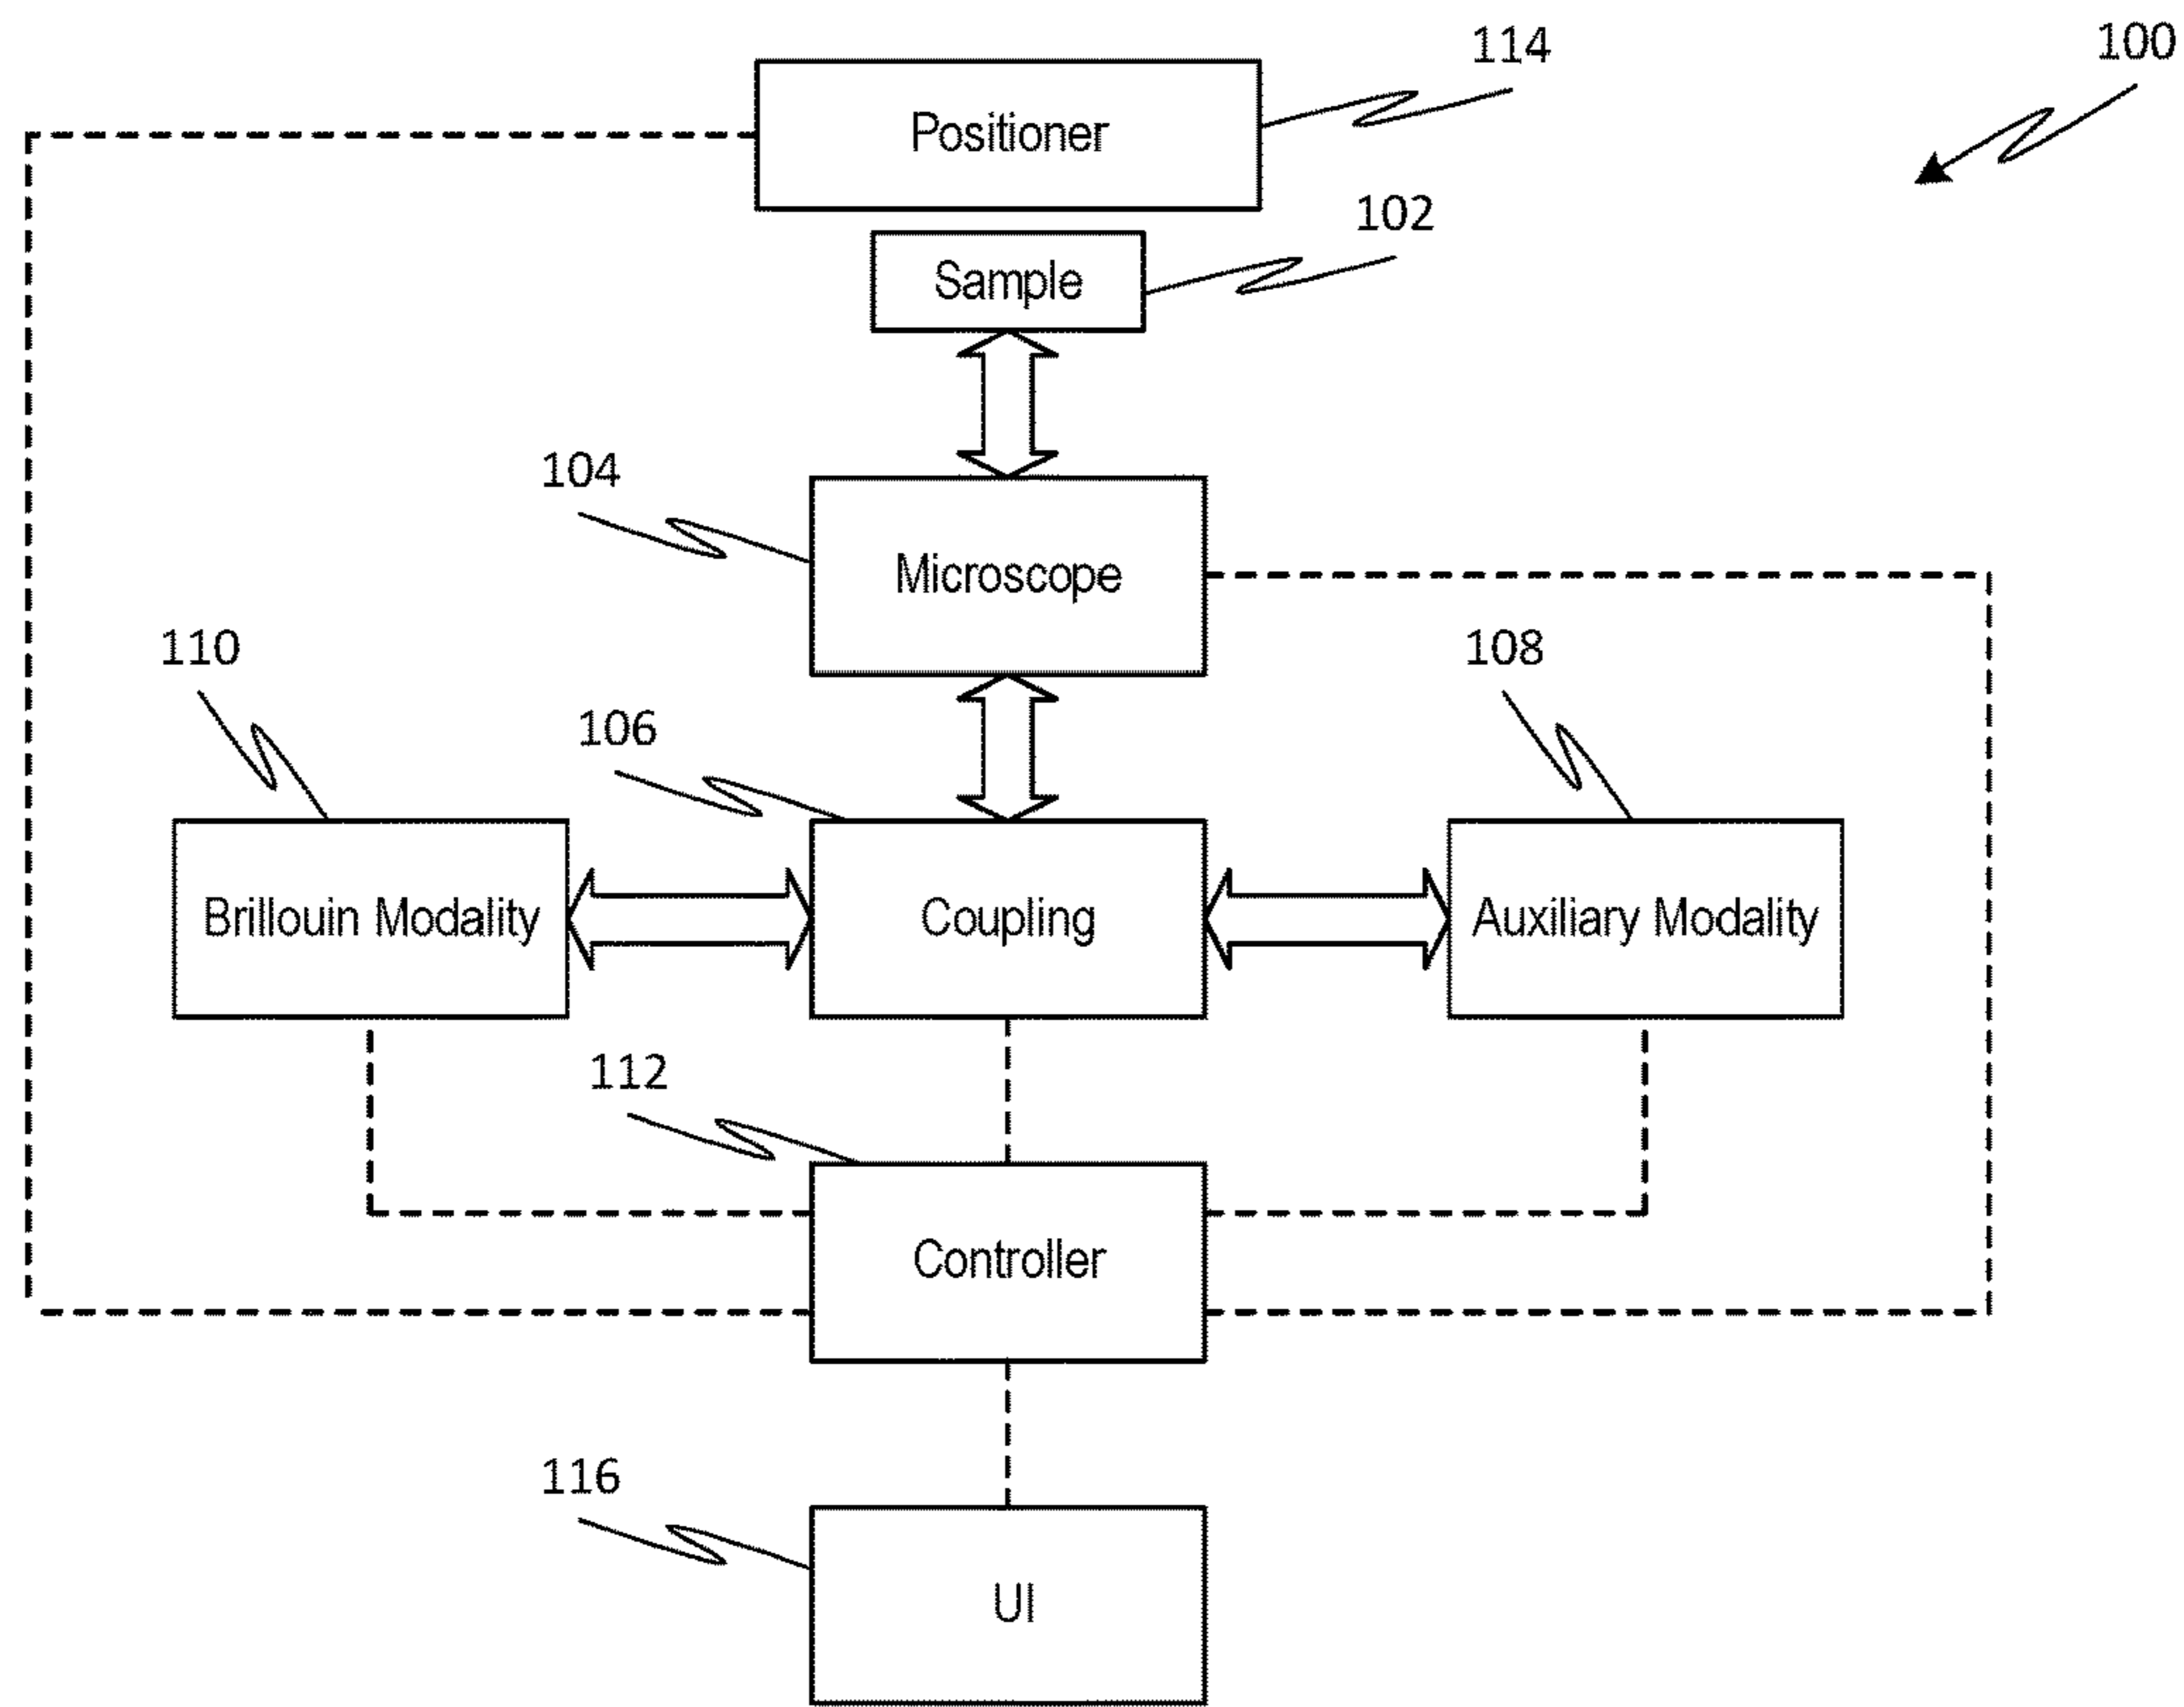 114
100
Positioner
102
Sample
104
Microscope
110
108
106
Brillouin Modality
Coupling
Auxiliary Modality
112
Controller
116
UI